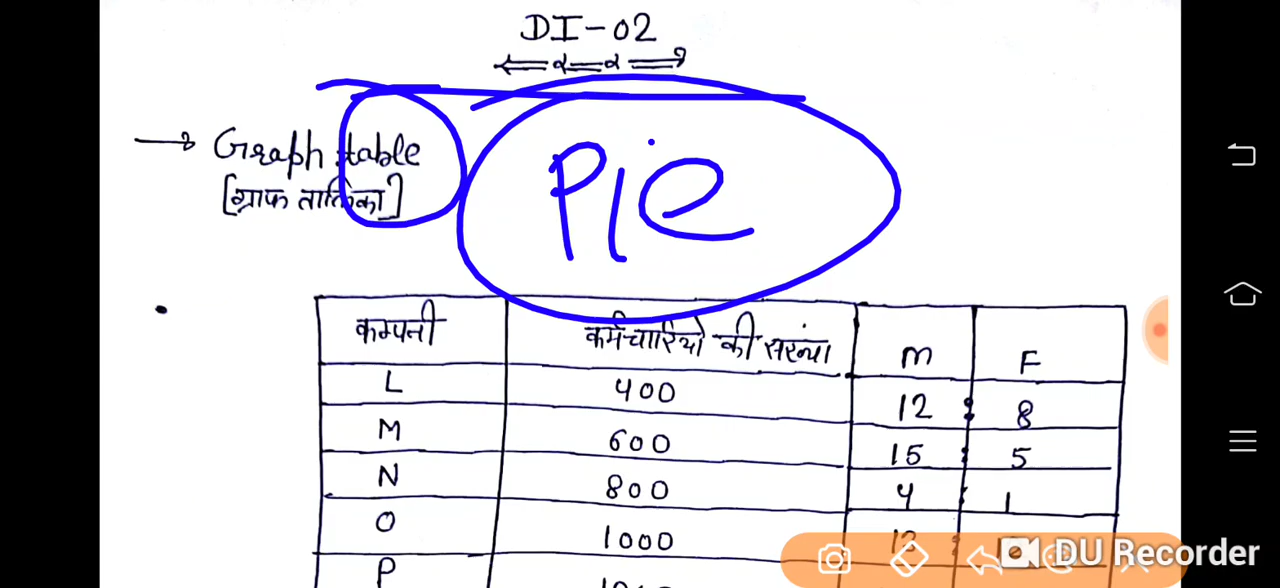 DI-02
→ Graph table
[ग्राफ तालिका]
Pie
कम्पनी कर्मचारियो की संख्या M F
L 400 12 : 8
M 600 15 : 5
N 800 4 : 1
O 1000 13 :
P
DU Recorder